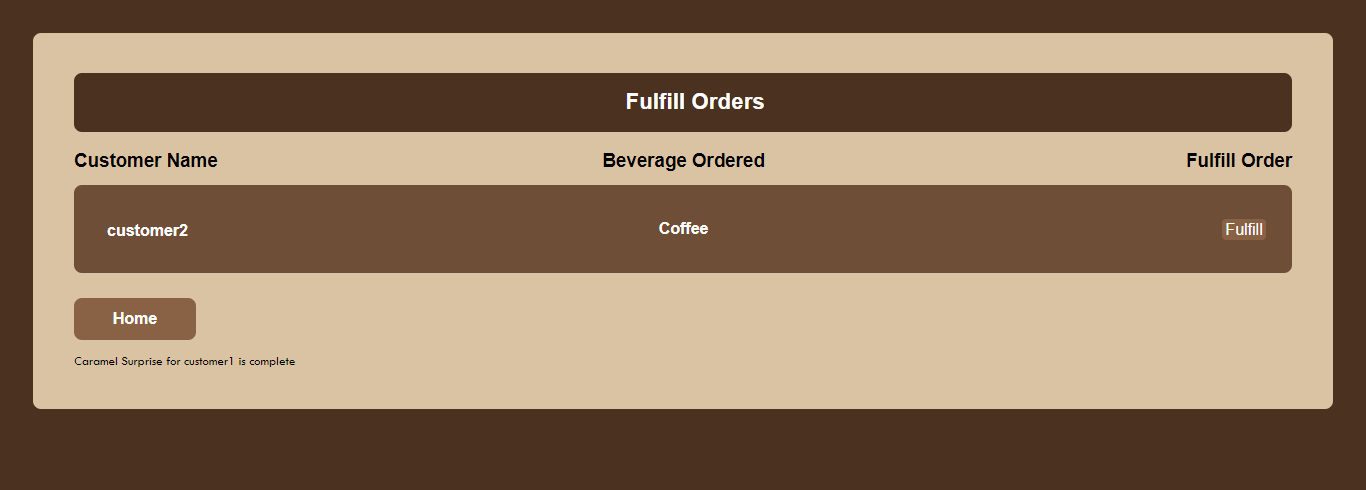 Fulfill Orders
Customer Name Beverage Ordered Fulfill Order
customer2 Coffee Fulfill
Home
Caramel Surprise for customer1 is complete